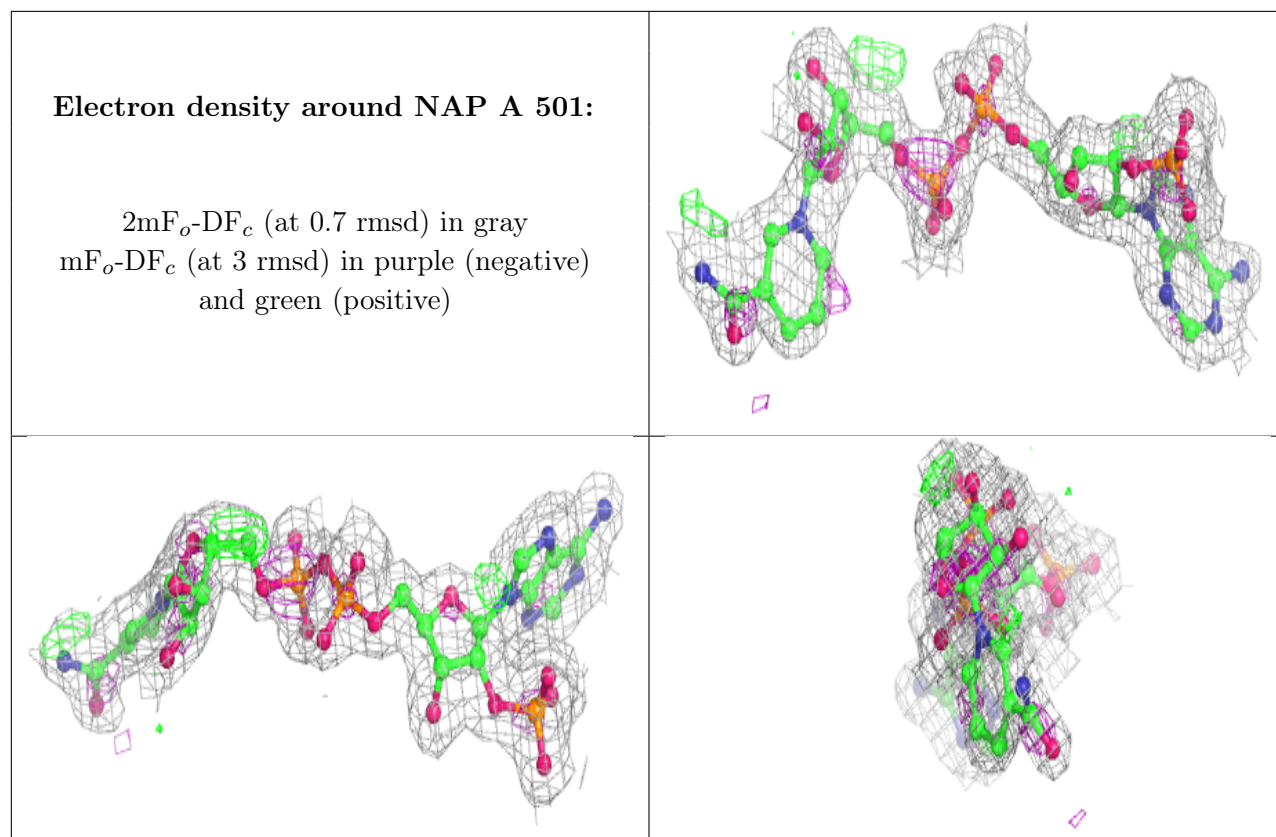 Electron density around NAP A 501:
2mFo-DFc (at 0.7 rmsd) in gray
mFo-DFc (at 3 rmsd) in purple (negative)
and green (positive)